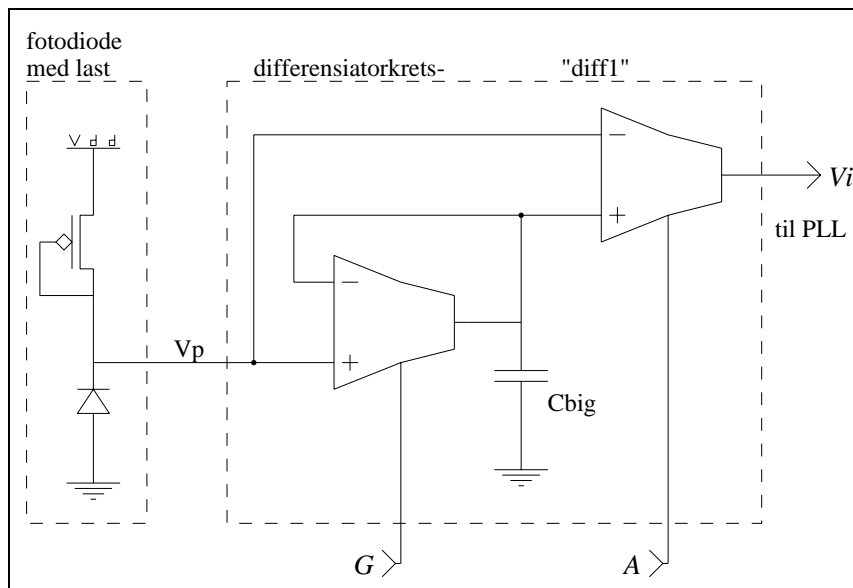 fotodiode
med last
differensiatorkrets- "diff1"
Vdd
−
Vi
+
til PLL
−
Vp
+
Cbig
G
A